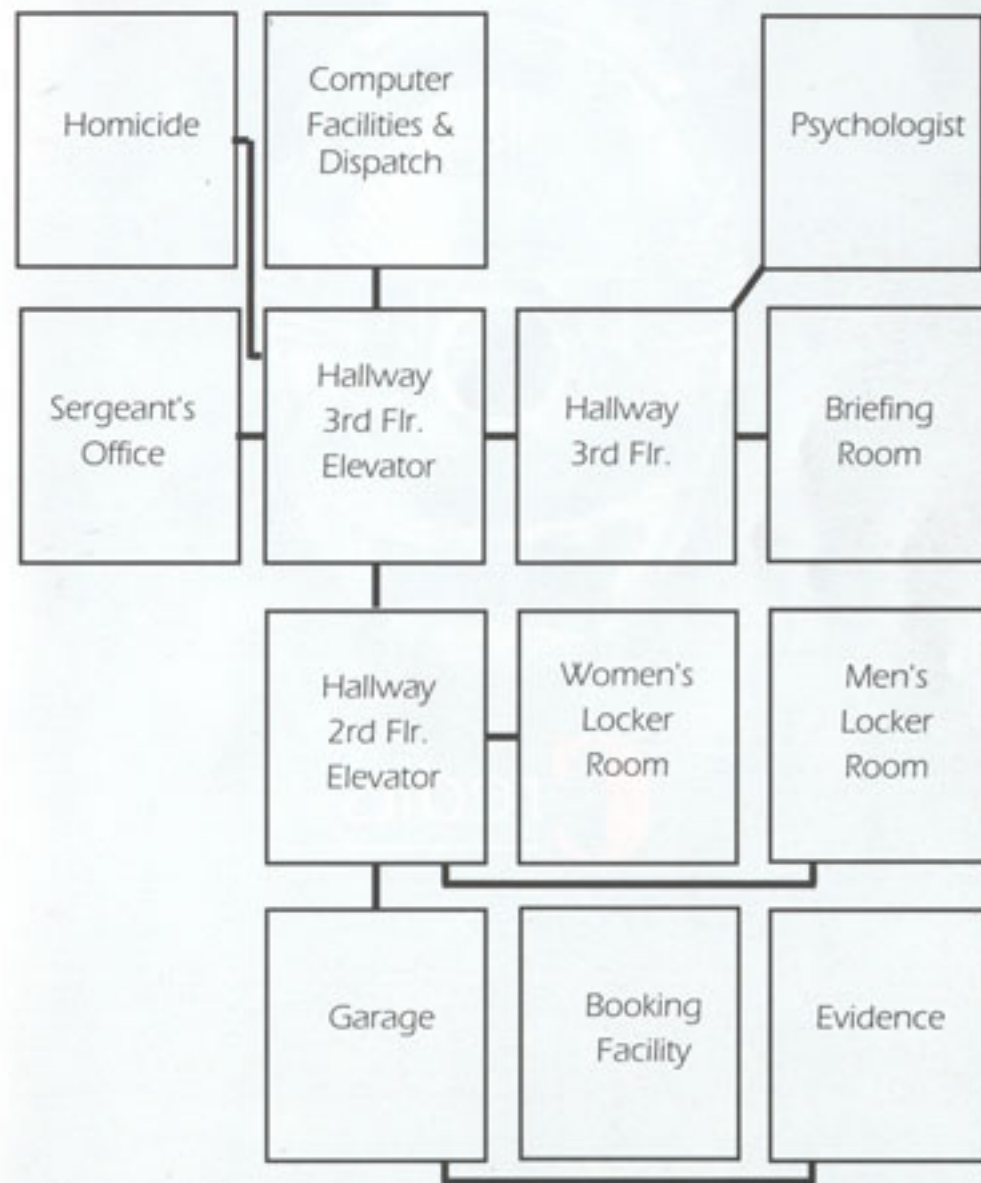 Homicide
Computer
Facilities &
Dispatch
Psychologist
Sergeant's
Office
Hallway
3rd Flr.
Elevator
Hallway
3rd Flr.
Briefing
Room
Hallway
2rd Flr.
Elevator
Women's
Locker
Room
Men's
Locker
Room
Garage
Booking
Facility
Evidence